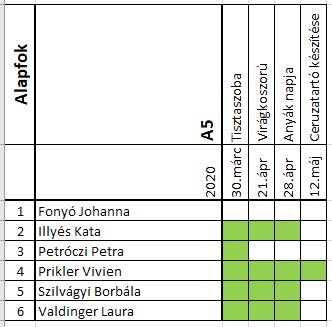 Alapfok
A5
2020
30.márc Tisztaszoba
21.ápr Virágkoszorú
28.ápr Anyák napja
12.máj Ceruzatartó készítése
1 Fonyó Johanna
2 Illyés Kata
3 Petróczi Petra
4 Prikler Vivien
5 Szilvágyi Borbála
6 Valdinger Laura